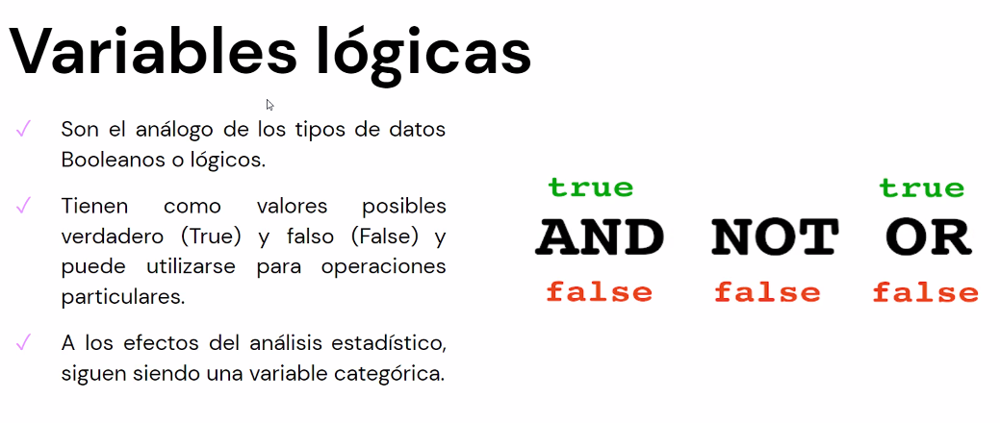 Variables lógicas
✓ Son el análogo de los tipos de datos
Booleanos o lógicos.
✓ Tienen como valores posibles
verdadero (True) y falso (False) y
puede utilizarse para operaciones
particulares.
✓ A los efectos del análisis estadístico,
siguen siendo una variable categórica.
true true
AND NOT OR
false false false